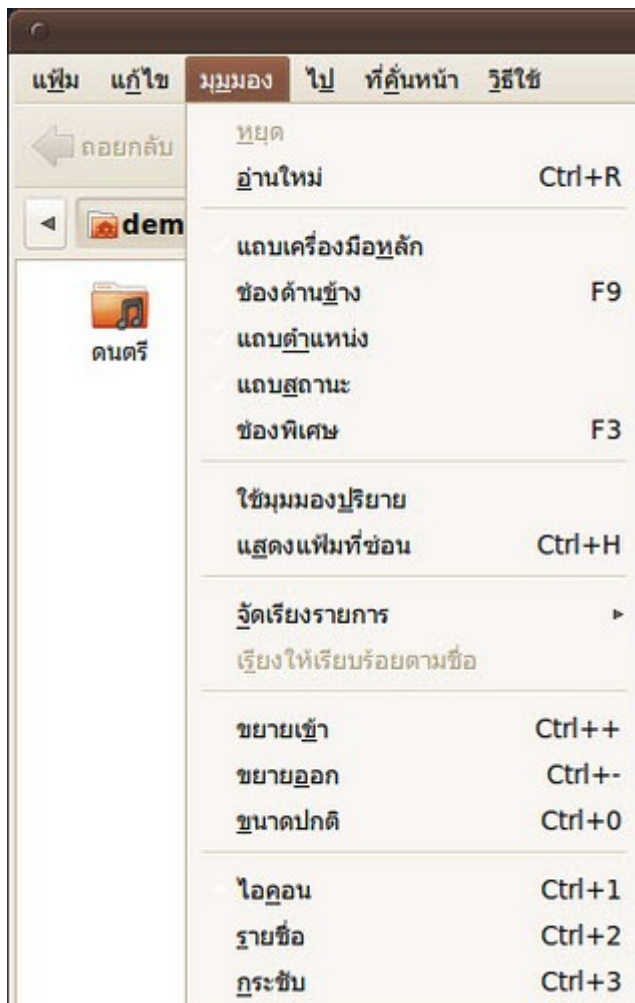 แฟ้ม แก้ไข มุมมอง ไป ที่คั่นหน้า วิธีใช้
ถอยกลับ
หยุด
อ่านใหม่ Ctrl+R
dem
แถบเครื่องมือหลัก
ช่องด้านข้าง F9
แถบตำแหน่ง
แถบสถานะ
ช่องพิเศษ F3
ดนตรี
ใช้มุมมองปริยาย
แสดงแฟ้มที่ซ่อน Ctrl+H
จัดเรียงรายการ
เรียงให้เรียบร้อยตามชื่อ
ขยายเข้า Ctrl++
ขยายออก Ctrl+-
ขนาดปกติ Ctrl+0
ไอคอน Ctrl+1
รายชื่อ Ctrl+2
กระชับ Ctrl+3